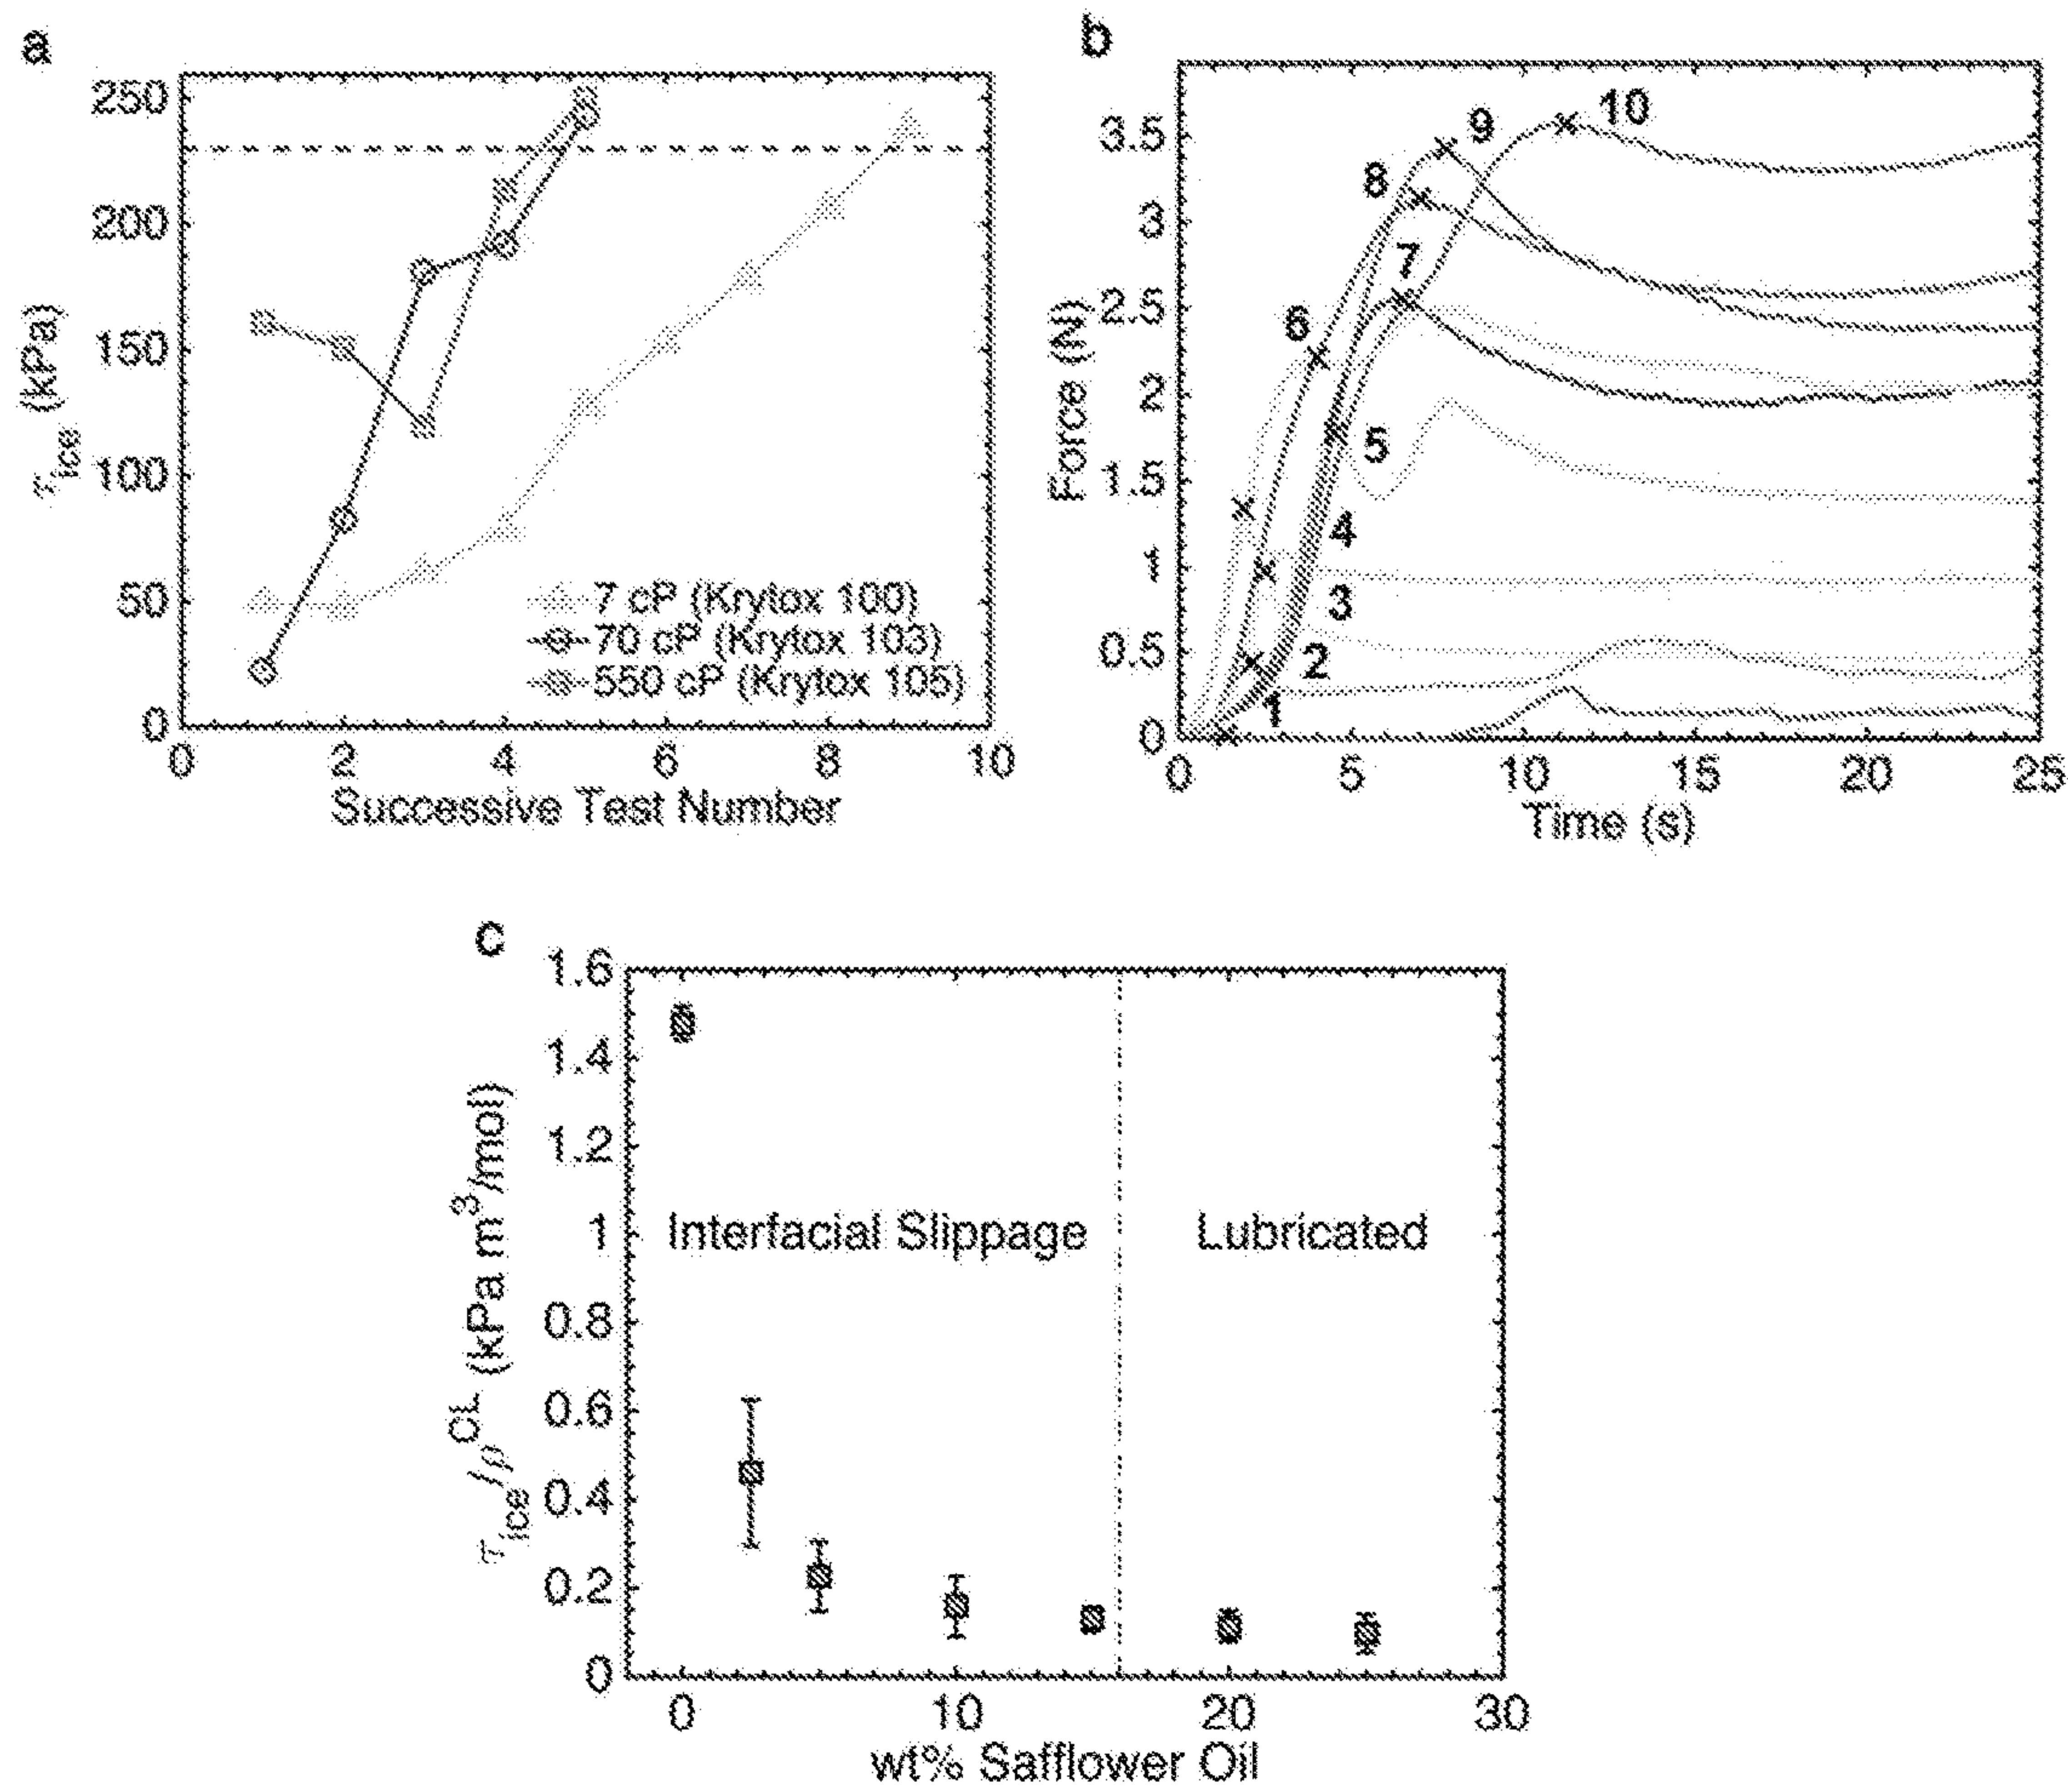 a
250
200
150
100
50
0
τice (kPa)
0 2 4 6 8 10
Successive Test Number
7 cP (Krytox 100)
70 cP (Krytox 103)
550 cP (Krytox 105)
b
3.5
3
2.5
2
1.5
1
0.5
0
Force (N)
0 5 10 15 20 25
Time (s)
1
2
3
4
5
6
7
8
9
10
c
1.6
1.4
1.2
1
0.8
0.6
0.4
0.2
0
τice/ρCL (kPa m3/mol)
Interfacial Slippage
Lubricated
0 10 20 30
wt% Safflower Oil